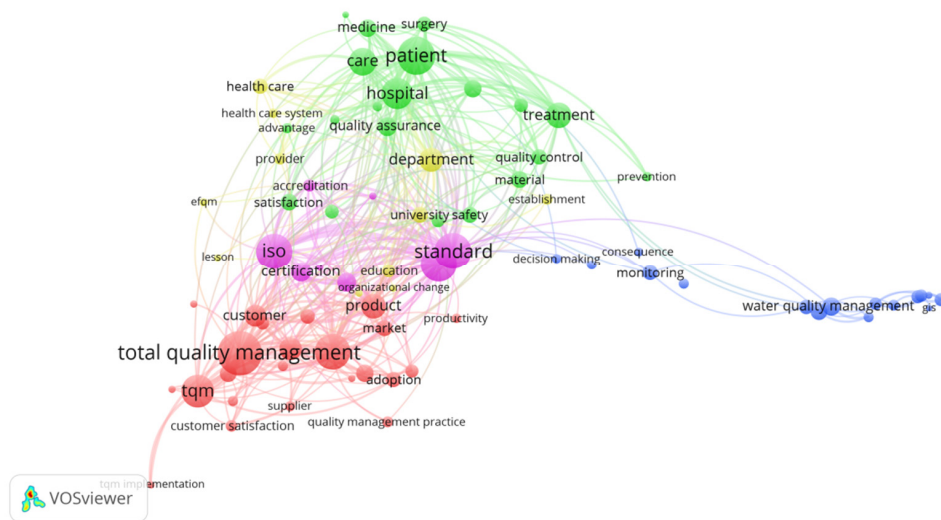 medicine
surgery
care
patient
health care
hospital
health care system
advantage
quality assurance
treatment
provider
department
quality control
material
prevention
accreditation
establishment
efqm
satisfaction
university safety
iso
standard
lesson
certification
education
decision making
consequence
monitoring
organizational change
customer
product
water quality management
gis
market
productivity
total quality management
tqm
adoption
supplier
customer satisfaction
quality management practice
tqm implementation
VOSviewer